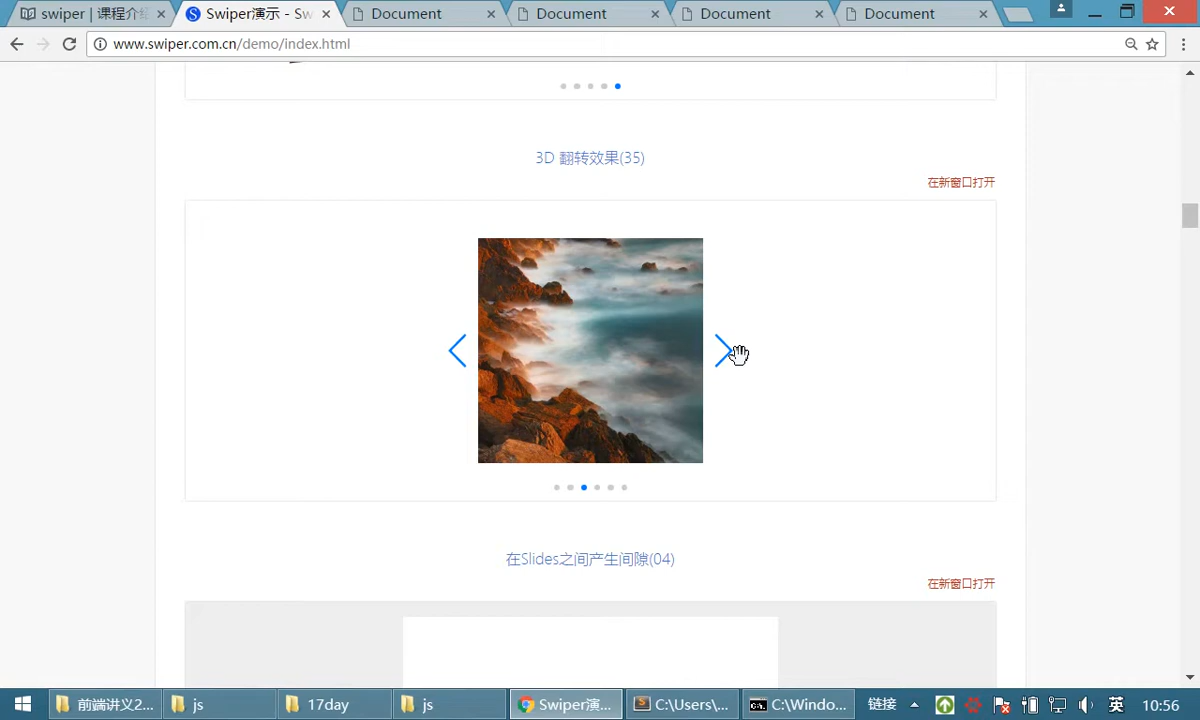 swiper | 课程介绍
Swiper演示 - Sw
Document
Document
Document
Document
www.swiper.com.cn/demo/index.html
3D 翻转效果(35)
在新窗口打开
在Slides之间产生间隙(04)
在新窗口打开
前端讲义2...
js
17day
js
Swiper演...
C:\Users\...
C:\Windo...
链接
英
10:56